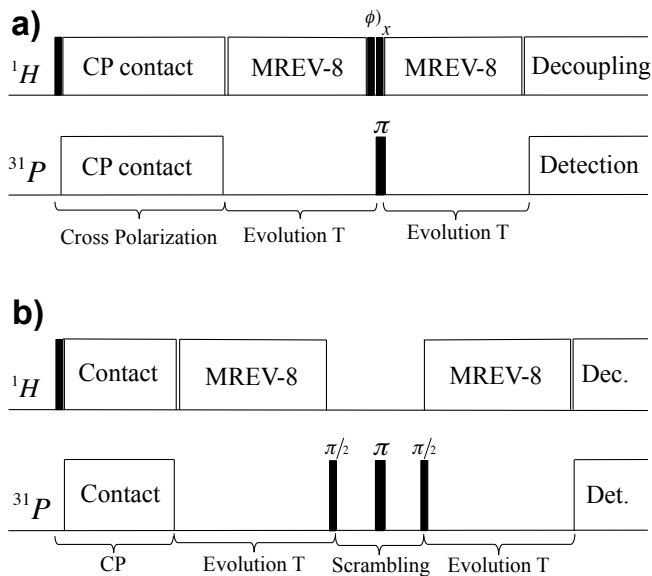 a)
ϕ)x
¹H CP contact MREV-8 MREV-8 Decoupling
π
³¹P CP contact Detection
Cross Polarization Evolution T Evolution T
b)
¹H Contact MREV-8 MREV-8 Dec.
π/2 π π/2
³¹P Contact Det.
CP Evolution T Scrambling Evolution T